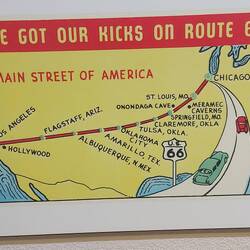 E GOT OUR KICKS ON ROUTE 6
MAIN STREET OF AMERICA
CHICAGO
ST. LOUIS, MO.
ONONDAGA CAVE
MERAMEC
CAVERNS
SPRINGFIELD, MO.
CLAREMORE, OKLA
TULSA, OKLA.
OKLAHOMA
CITY
AMARILLO, TEX.
ALBUQUERQUE, N. MEX.
FLAGSTAFF, ARIZ.
LOS ANGELES
HOLLYWOOD
U S
66